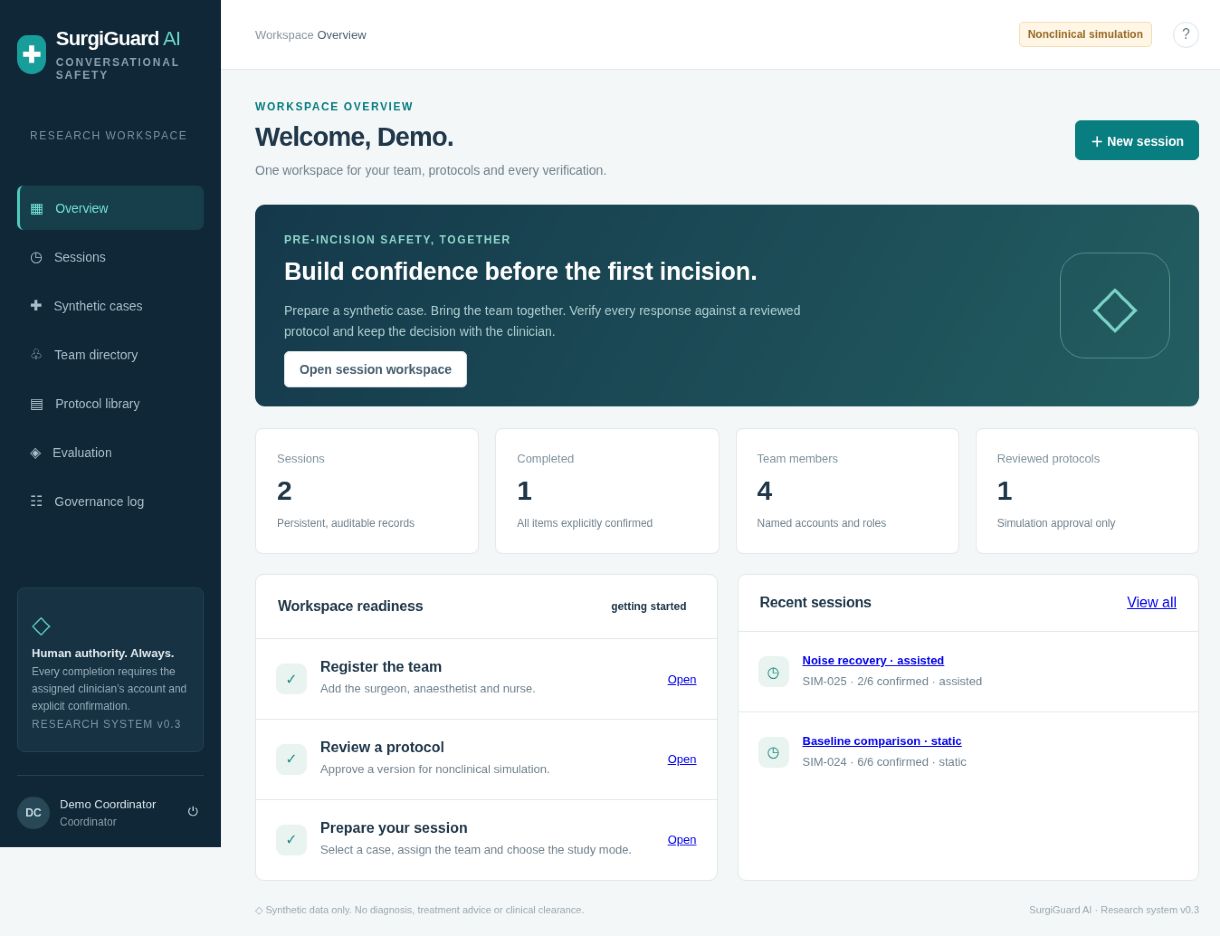 SurgiGuard AI
CONVERSATIONAL
SAFETY
RESEARCH WORKSPACE
Overview
Sessions
Synthetic cases
Team directory
Protocol library
Evaluation
Governance log
Human authority. Always.
Every completion requires the
assigned clinician's account and
explicit confirmation.
RESEARCH SYSTEM v0.3
DC
Demo Coordinator
Coordinator
Workspace Overview
Nonclinical simulation
?
WORKSPACE OVERVIEW
Welcome, Demo.
One workspace for your team, protocols and every verification.
+ New session
PRE-INCISION SAFETY, TOGETHER
Build confidence before the first incision.
Prepare a synthetic case. Bring the team together. Verify every response against a reviewed
protocol and keep the decision with the clinician.
Open session workspace
Sessions
2
Persistent, auditable records
Completed
1
All items explicitly confirmed
Team members
4
Named accounts and roles
Reviewed protocols
1
Simulation approval only
Workspace readiness
getting started
Register the team
Add the surgeon, anaesthetist and nurse.
Open
Review a protocol
Approve a version for nonclinical simulation.
Open
Prepare your session
Select a case, assign the team and choose the study mode.
Open
Recent sessions
View all
Noise recovery · assisted
SIM-025 · 2/6 confirmed · assisted
Baseline comparison · static
SIM-024 · 6/6 confirmed · static
◇ Synthetic data only. No diagnosis, treatment advice or clinical clearance.
SurgiGuard AI · Research system v0.3